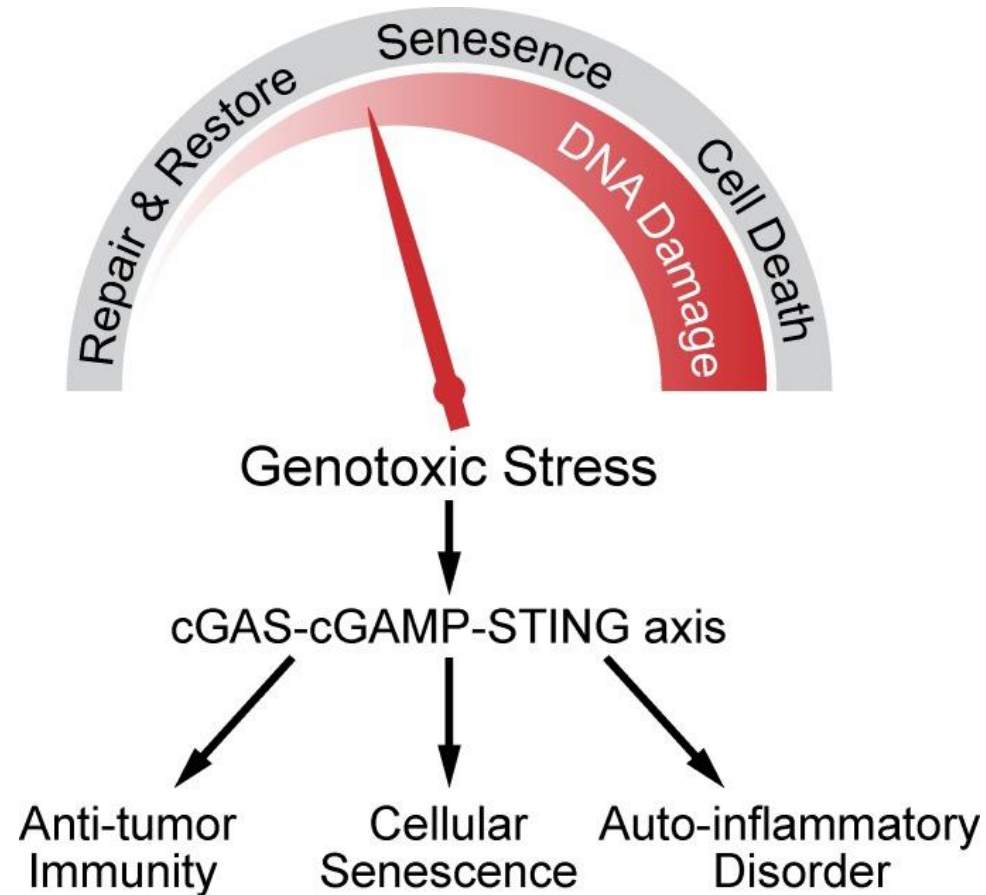 Repair & Restore
Senesence
Cell Death
DNA Damage
Genotoxic Stress
cGAS-cGAMP-STING axis
Anti-tumor
Immunity
Cellular
Senescence
Auto-inflammatory
Disorder